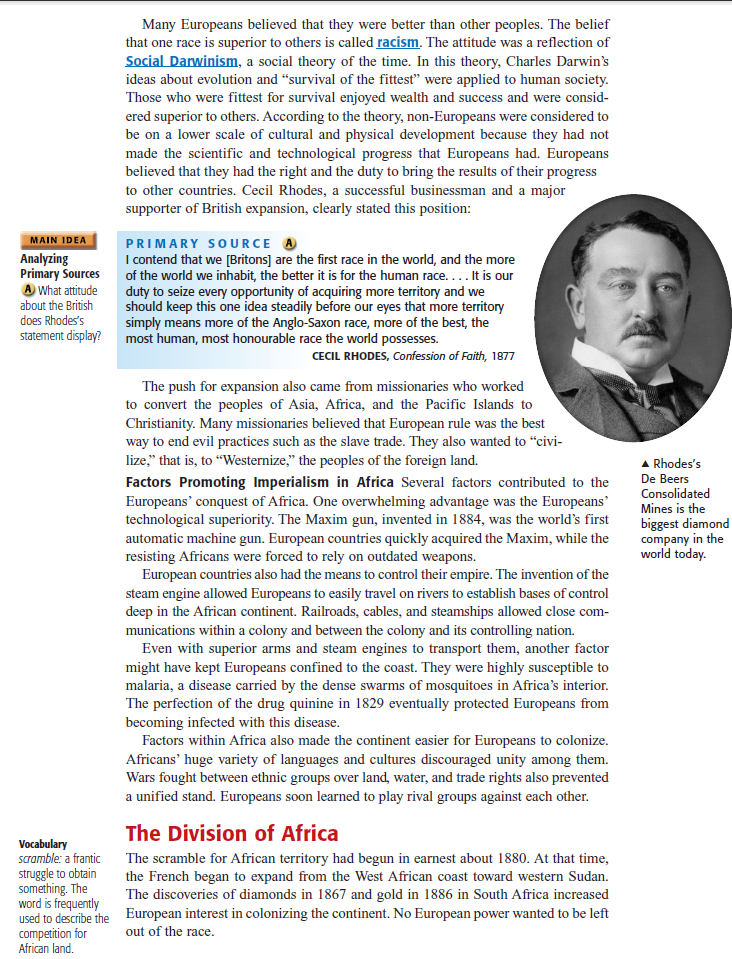 Many Europeans believed that they were better than other peoples. The belief
that one race is superior to others is called racism. The attitude was a reflection of
Social Darwinism, a social theory of the time. In this theory, Charles Darwin's
ideas about evolution and “survival of the fittest” were applied to human society.
Those who were fittest for survival enjoyed wealth and success and were consid-
ered superior to others. According to the theory, non-Europeans were considered to
be on a lower scale of cultural and physical development because they had not
made the scientific and technological progress that Europeans had. Europeans
believed that they had the right and the duty to bring the results of their progress
to other countries. Cecil Rhodes, a successful businessman and a major
supporter of British expansion, clearly stated this position:
MAIN IDEA
Analyzing
Primary Sources
A What attitude
about the British
does Rhodes's
statement display?
PRIMARY SOURCE A
I contend that we [Britons] are the first race in the world, and the more
of the world we inhabit, the better it is for the human race. . . . It is our
duty to seize every opportunity of acquiring more territory and we
should keep this one idea steadily before our eyes that more territory
simply means more of the Anglo-Saxon race, more of the best, the
most human, most honourable race the world possesses.
CECIL RHODES, Confession of Faith, 1877
The push for expansion also came from missionaries who worked
to convert the peoples of Asia, Africa, and the Pacific Islands to
Christianity. Many missionaries believed that European rule was the best
way to end evil practices such as the slave trade. They also wanted to “civi-
lize,” that is, to “Westernize,” the peoples of the foreign land.
▲ Rhodes's
De Beers
Consolidated
Mines is the
biggest diamond
company in the
world today.
Factors Promoting Imperialism in Africa Several factors contributed to the
Europeans' conquest of Africa. One overwhelming advantage was the Europeans'
technological superiority. The Maxim gun, invented in 1884, was the world's first
automatic machine gun. European countries quickly acquired the Maxim, while the
resisting Africans were forced to rely on outdated weapons.
European countries also had the means to control their empire. The invention of the
steam engine allowed Europeans to easily travel on rivers to establish bases of control
deep in the African continent. Railroads, cables, and steamships allowed close com-
munications within a colony and between the colony and its controlling nation.
Even with superior arms and steam engines to transport them, another factor
might have kept Europeans confined to the coast. They were highly susceptible to
malaria, a disease carried by the dense swarms of mosquitoes in Africa's interior.
The perfection of the drug quinine in 1829 eventually protected Europeans from
becoming infected with this disease.
Factors within Africa also made the continent easier for Europeans to colonize.
Africans' huge variety of languages and cultures discouraged unity among them.
Wars fought between ethnic groups over land, water, and trade rights also prevented
a unified stand. Europeans soon learned to play rival groups against each other.
The Division of Africa
The scramble for African territory had begun in earnest about 1880. At that time,
the French began to expand from the West African coast toward western Sudan.
The discoveries of diamonds in 1867 and gold in 1886 in South Africa increased
European interest in colonizing the continent. No European power wanted to be left
out of the race.
Vocabulary
scramble: a frantic
struggle to obtain
something. The
word is frequently
used to describe the
competition for
African land.